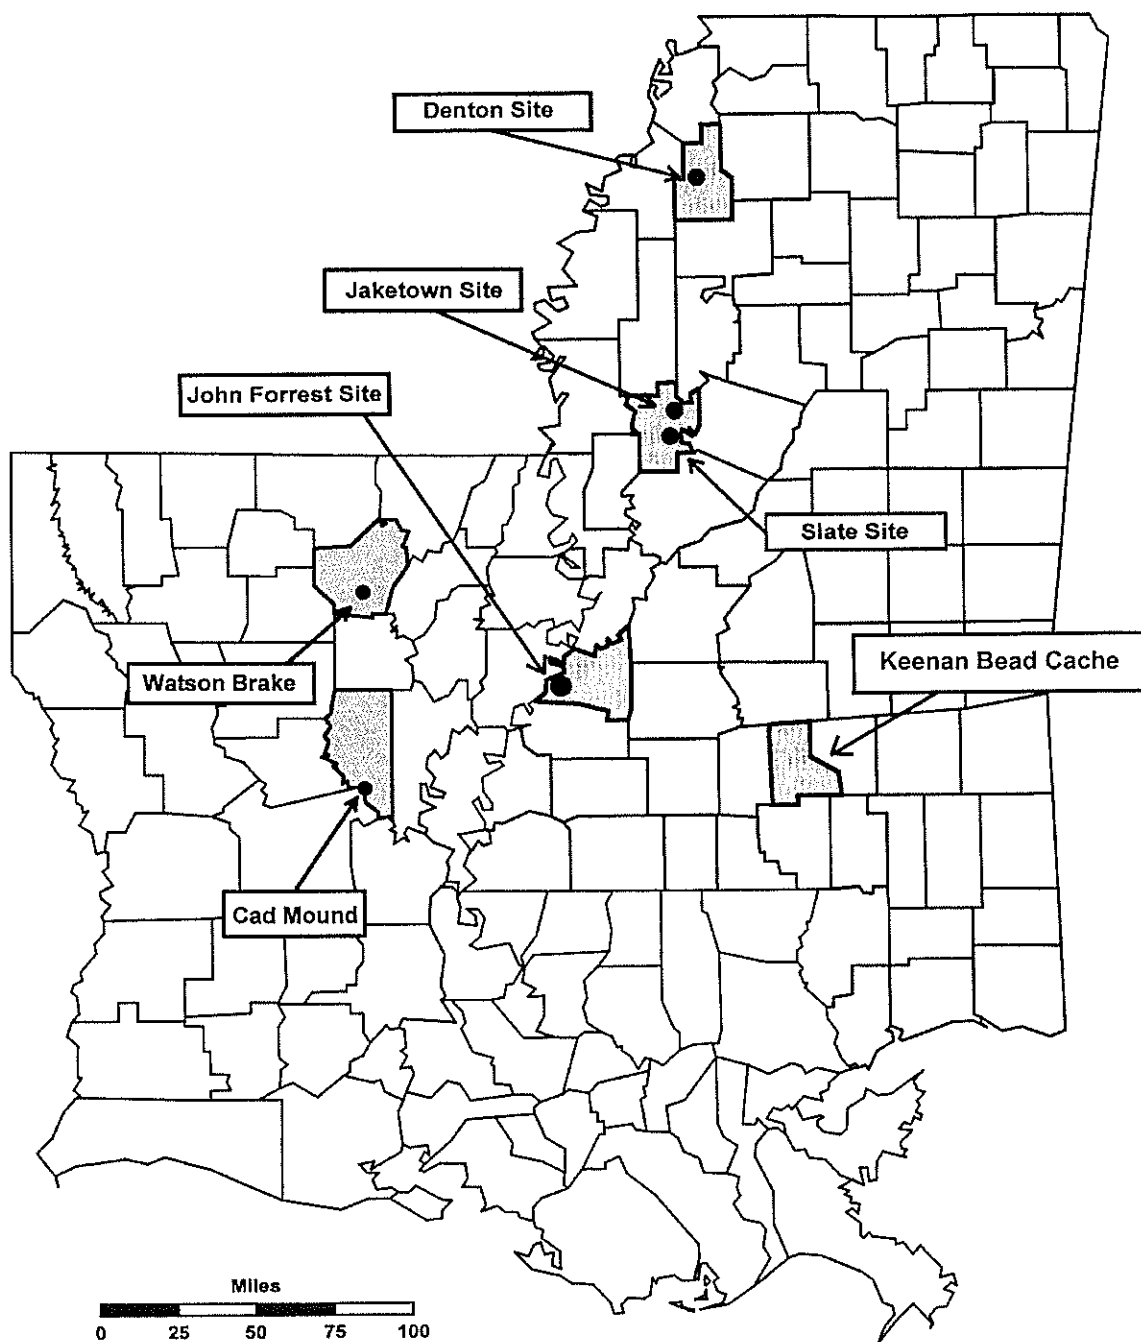 Denton Site
Jaketown Site
John Forrest Site
Slate Site
Keenan Bead Cache
Watson Brake
Cad Mound
Miles
0 25 50 75 100